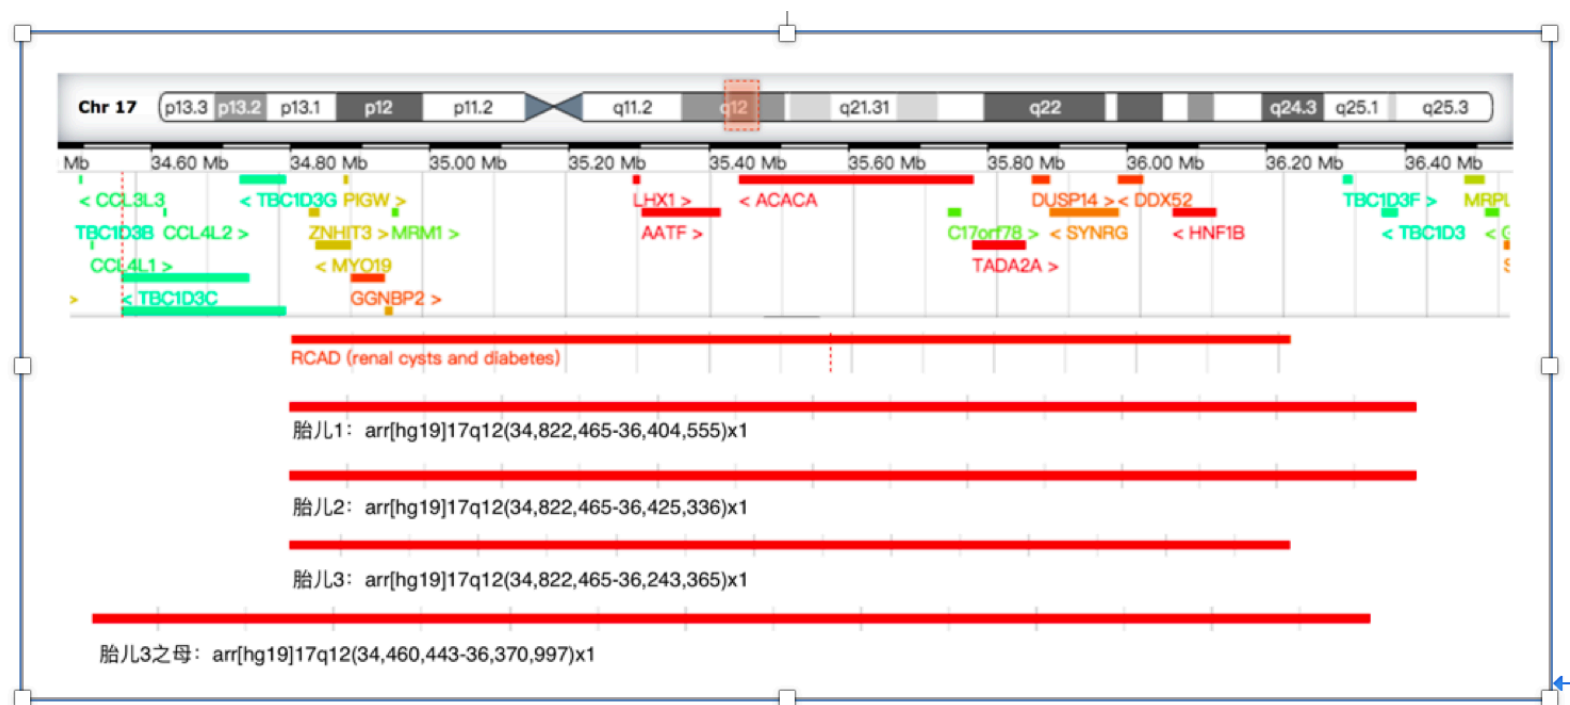 Chr 17 p13.3 p13.2 p13.1 p12 p11.2 q11.2 q12 q21.31 q22 q24.3 q25.1 q25.3
Mb 34.60 Mb 34.80 Mb 35.00 Mb 35.20 Mb 35.40 Mb 35.60 Mb 35.80 Mb 36.00 Mb 36.20 Mb 36.40 Mb
< CCL3L3 < TBC1D3G PIGW > LHX1 > < ACACA DUSP14 > < DDX52 TBC1D3F > MRPL
TBC1D3B CCL4L2 > ZNHIT3 > MRM1 > AATF > C17orf78 > < SYNRG < HNF1B < TBC1D3 <
CCL4L1 > < MYO19 TADA2A >
> < TBC1D3C GGNBP2 >
RCAD (renal cysts and diabetes)
胎儿1：arr[hg19]17q12(34,822,465-36,404,555)x1
胎儿2：arr[hg19]17q12(34,822,465-36,425,336)x1
胎儿3：arr[hg19]17q12(34,822,465-36,243,365)x1
胎儿3之母：arr[hg19]17q12(34,460,443-36,370,997)x1